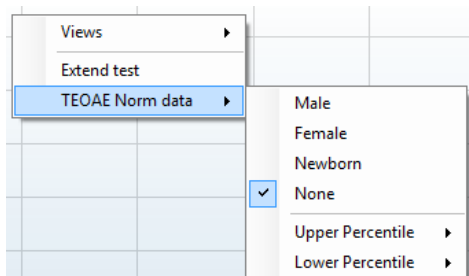 Views
Extend test
TEOAE Norm data
Male
Female
Newborn
None
Upper Percentile
Lower Percentile